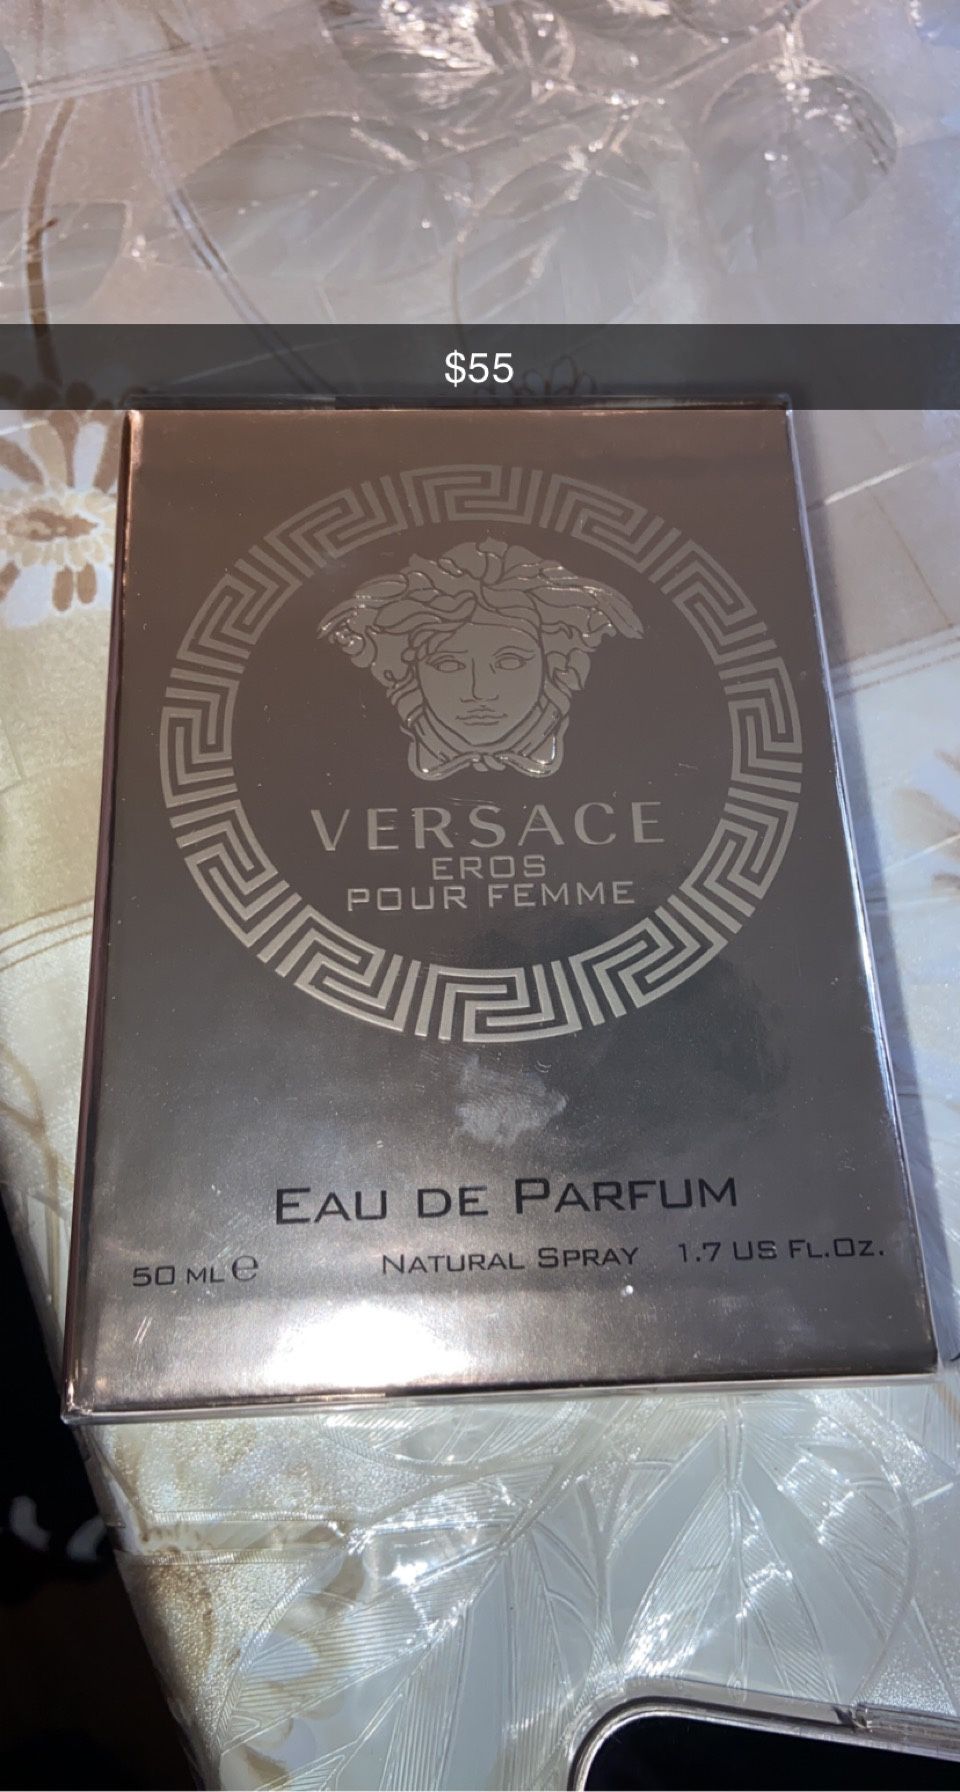 $55
VERSACE
EROS
POUR FEMME
EAU DE PARFUM
50 ML e NATURAL SPRAY 1.7 US FL.OZ.